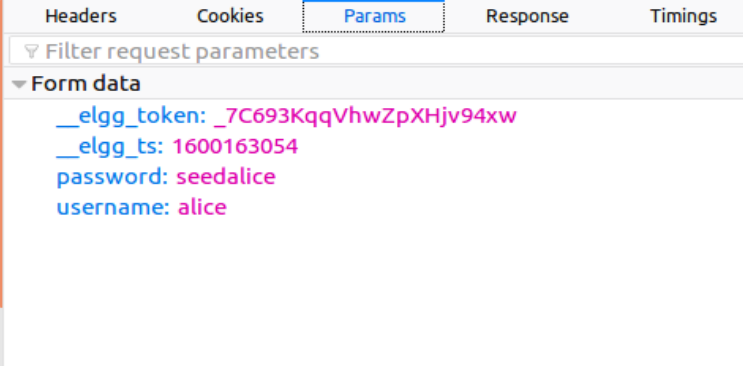 Headers Cookies Params Response Timings
Filter request parameters
Form data
__elgg_token: _7C693KqqVhwZpXHjv94xw
__elgg_ts: 1600163054
password: seedalice
username: alice